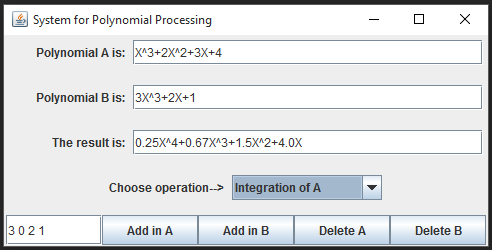 System for Polynomial Processing
Polynomial A is: X^3+2X^2+3X+4
Polynomial B is: 3X^3+2X+1
The result is: 0.25X^4+0.67X^3+1.5X^2+4.0X
Choose operation--> Integration of A
3 0 2 1 Add in A Add in B Delete A Delete B